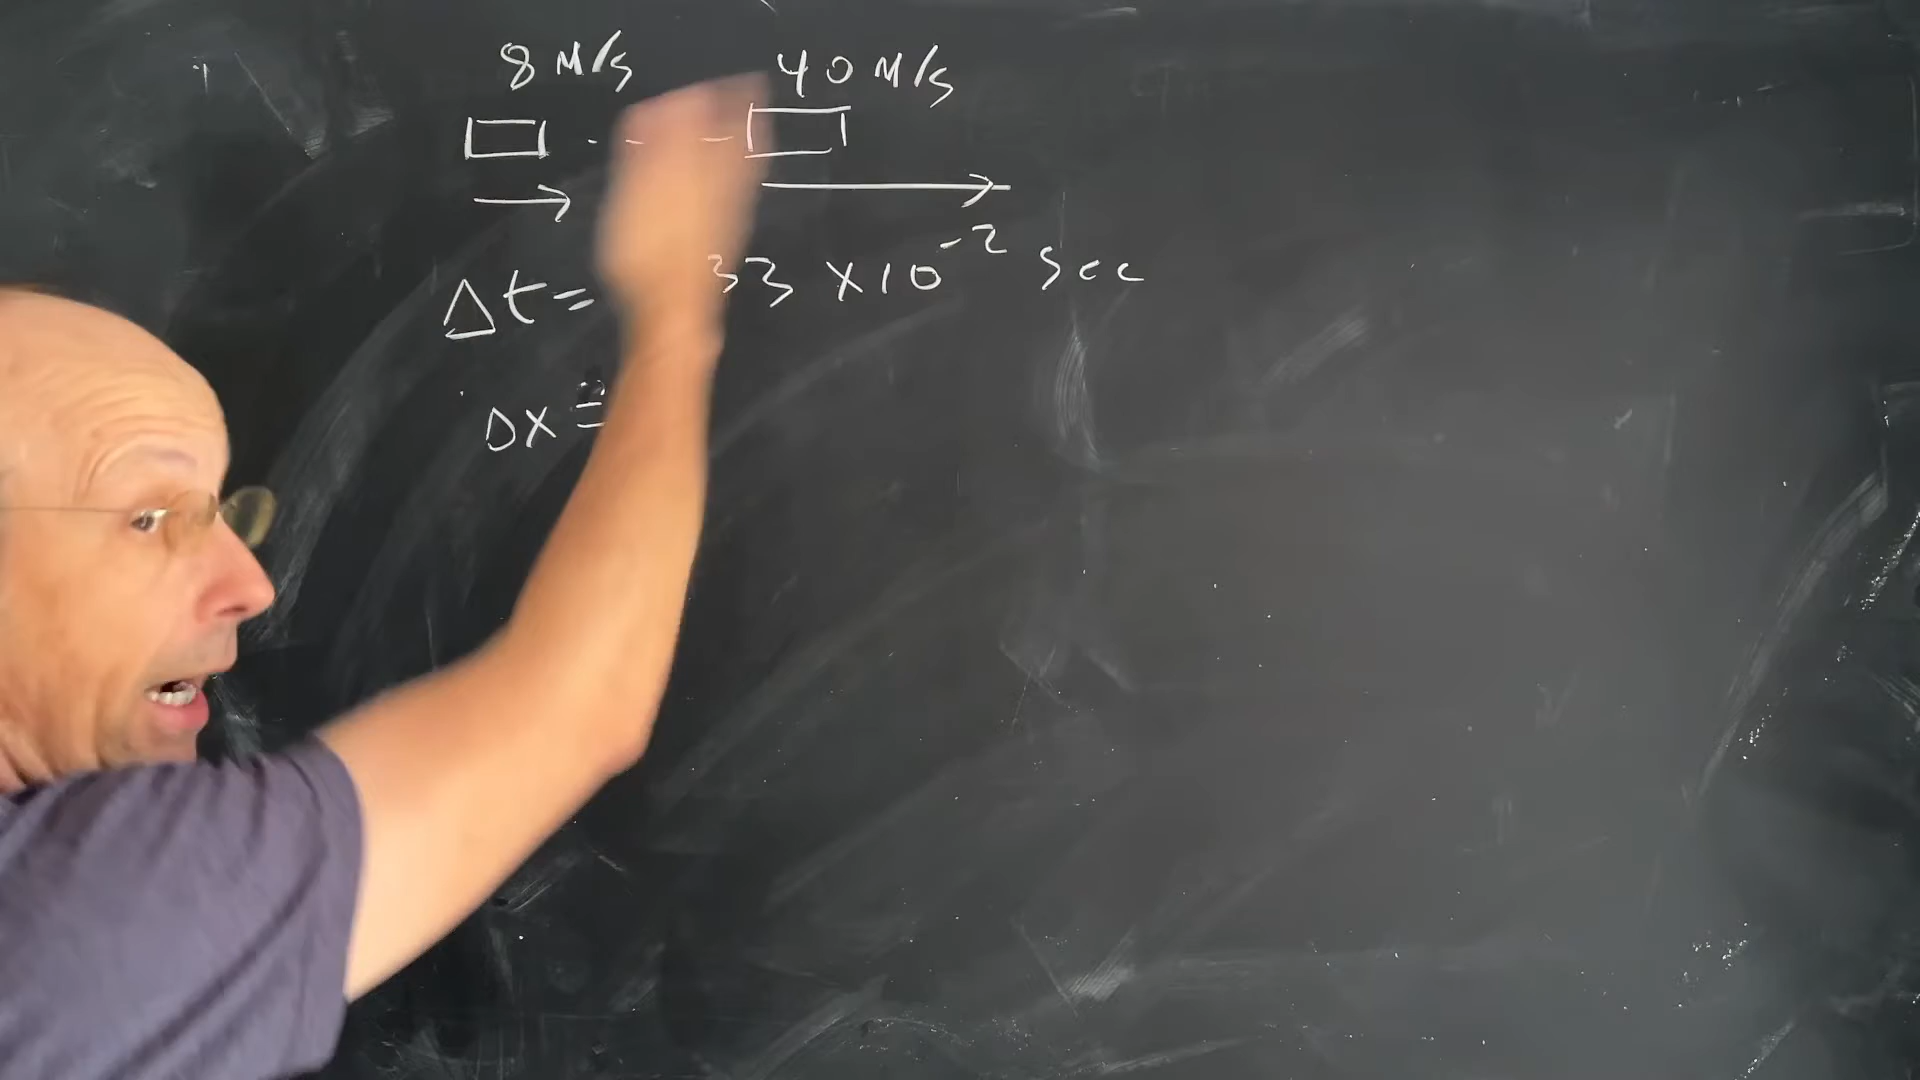 8 M/s 40 M/s
Δt= 33 ×10⁻² sec
Δx =